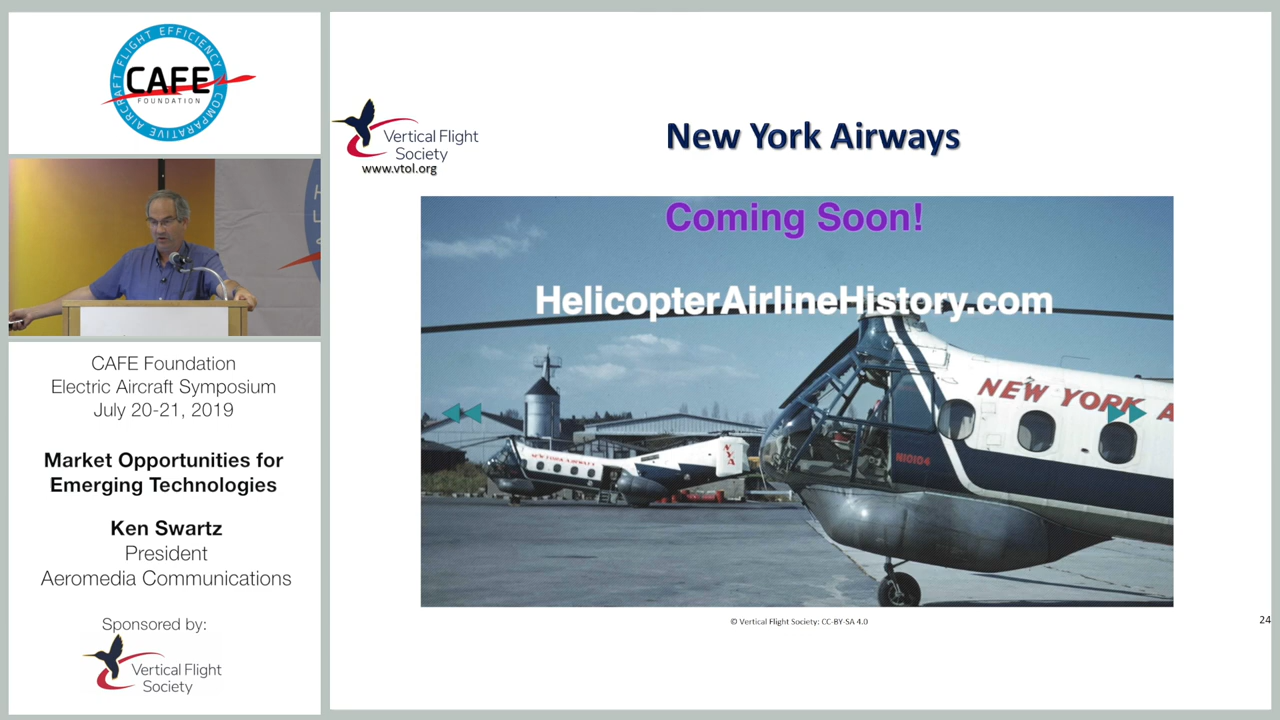 AIRCRAFT FLIGHT EFFICIENCY
COMPARATIVE
CAFE
FOUNDATION
CAFE Foundation
Electric Aircraft Symposium
July 20-21, 2019
Market Opportunities for
Emerging Technologies
Ken Swartz
President
Aeromedia Communications
Sponsored by:
Vertical Flight
Society
Vertical Flight
Society
www.vtol.org
New York Airways
Coming Soon!
HelicopterAirlineHistory.com
NEW YORK A
N10104
NEW YORK AIRWAYS
NYA
© Vertical Flight Society: CC-BY-SA 4.0
24